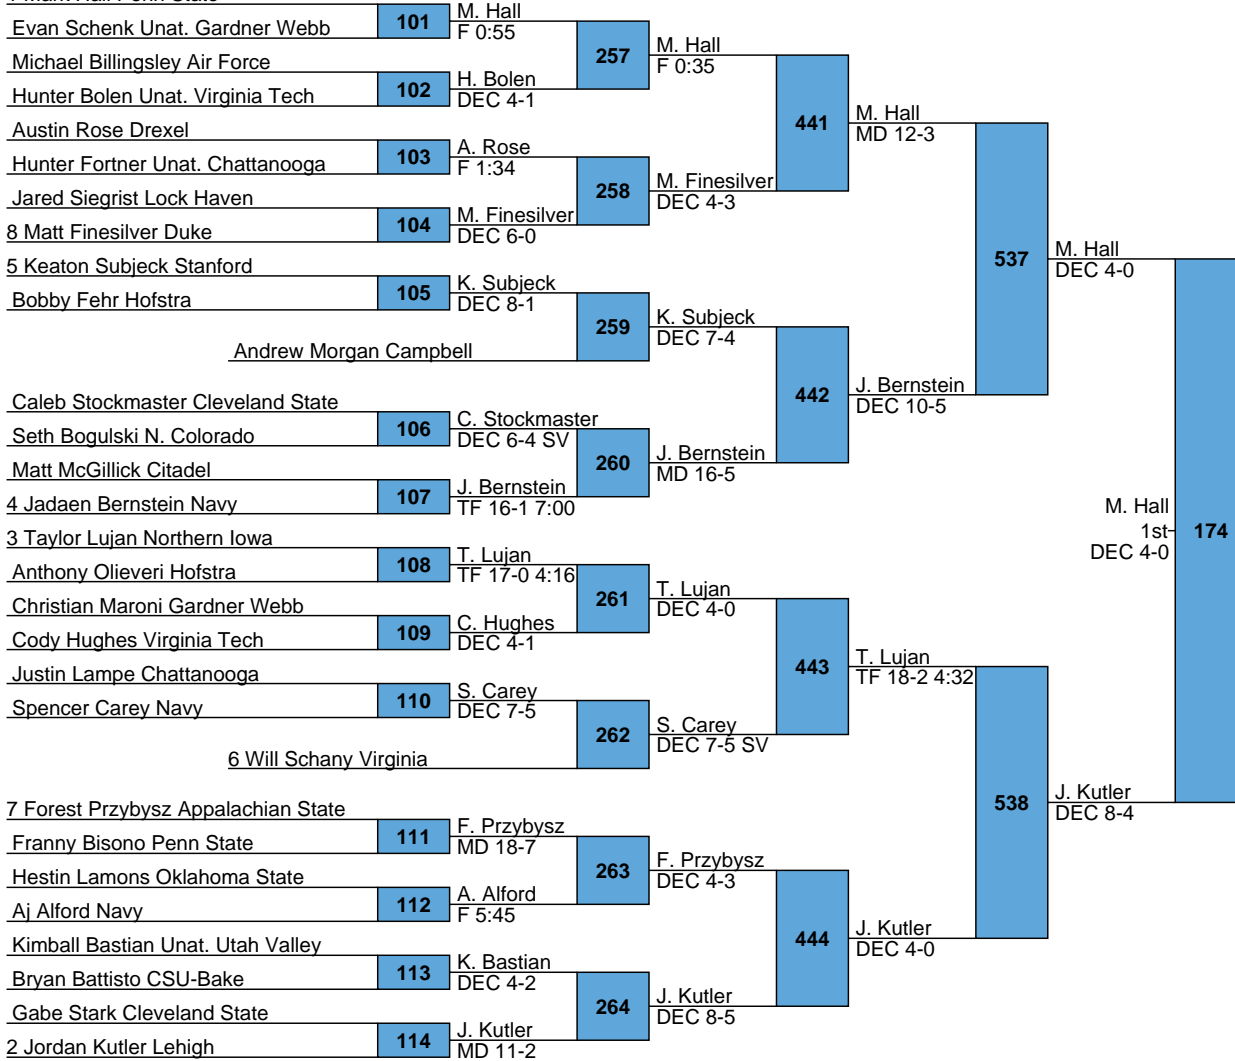 Evan Schenk Unat. Gardner Webb
101
M. Hall
F 0:55
Michael Billingsley Air Force
Hunter Bolen Unat. Virginia Tech
102
H. Bolen
DEC 4-1
257
M. Hall
F 0:35
Austin Rose Drexel
Hunter Fortner Unat. Chattanooga
103
A. Rose
F 1:34
Jared Siegrist Lock Haven
8 Matt Finesilver Duke
104
M. Finesilver
DEC 6-0
258
M. Finesilver
DEC 4-3
441
M. Hall
MD 12-3
5 Keaton Subjeck Stanford
Bobby Fehr Hofstra
105
K. Subjeck
DEC 8-1
Andrew Morgan Campbell
259
K. Subjeck
DEC 7-4
Caleb Stockmaster Cleveland State
Seth Bogulski N. Colorado
106
C. Stockmaster
DEC 6-4 SV
Matt McGillick Citadel
4 Jadaen Bernstein Navy
107
J. Bernstein
TF 16-1 7:00
260
J. Bernstein
MD 16-5
442
J. Bernstein
DEC 10-5
537
M. Hall
DEC 4-0
3 Taylor Lujan Northern Iowa
Anthony Olieveri Hofstra
108
T. Lujan
TF 17-0 4:16
Christian Maroni Gardner Webb
Cody Hughes Virginia Tech
109
C. Hughes
DEC 4-1
261
T. Lujan
DEC 4-0
Justin Lampe Chattanooga
Spencer Carey Navy
110
S. Carey
DEC 7-5
6 Will Schany Virginia
262
S. Carey
DEC 7-5 SV
443
T. Lujan
TF 18-2 4:32
7 Forest Przybysz Appalachian State
Franny Bisono Penn State
111
F. Przybysz
MD 18-7
Hestin Lamons Oklahoma State
Aj Alford Navy
112
A. Alford
F 5:45
263
F. Przybysz
DEC 4-3
Kimball Bastian Unat. Utah Valley
Bryan Battisto CSU-Bake
113
K. Bastian
DEC 4-2
Gabe Stark Cleveland State
2 Jordan Kutler Lehigh
114
J. Kutler
MD 11-2
264
J. Kutler
DEC 8-5
444
J. Kutler
DEC 4-0
538
J. Kutler
DEC 8-4
M. Hall
1st
DEC 4-0
174